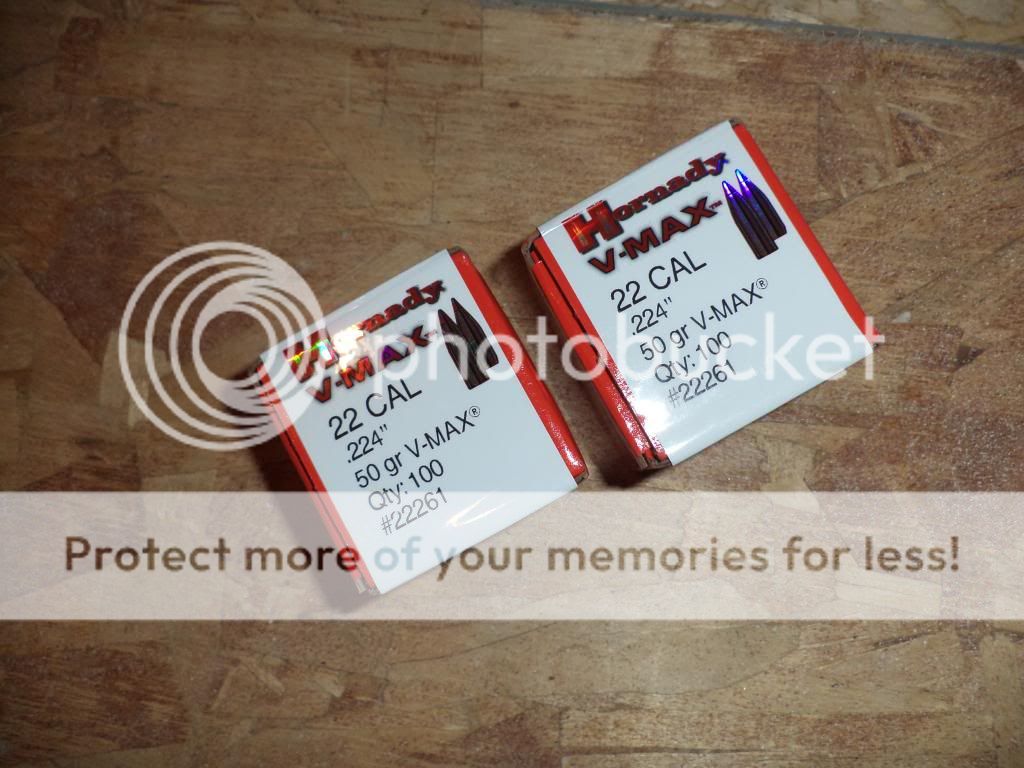 Hornady
V-MAX
22 CAL
.224"
50 gr V-MAX®
Qty: 100
#22261
Hornady
V-MAX™
22 CAL
.224"
50 gr V-MAX®
Qty: 100
#22261
photobucket
Protect more of your memories for less!